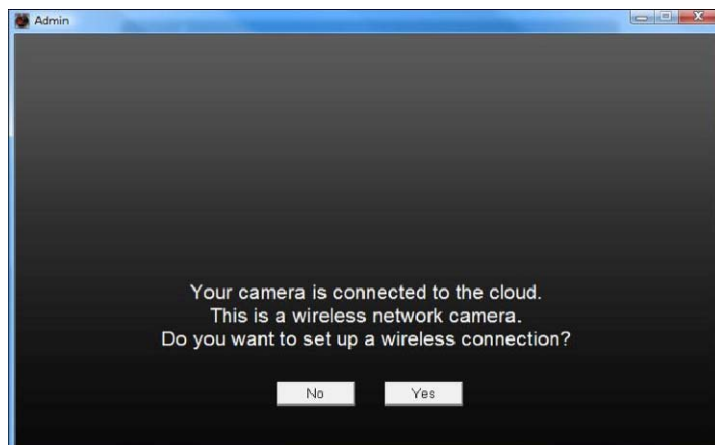 Admin
Your camera is connected to the cloud.
This is a wireless network camera.
Do you want to set up a wireless connection?
No Yes